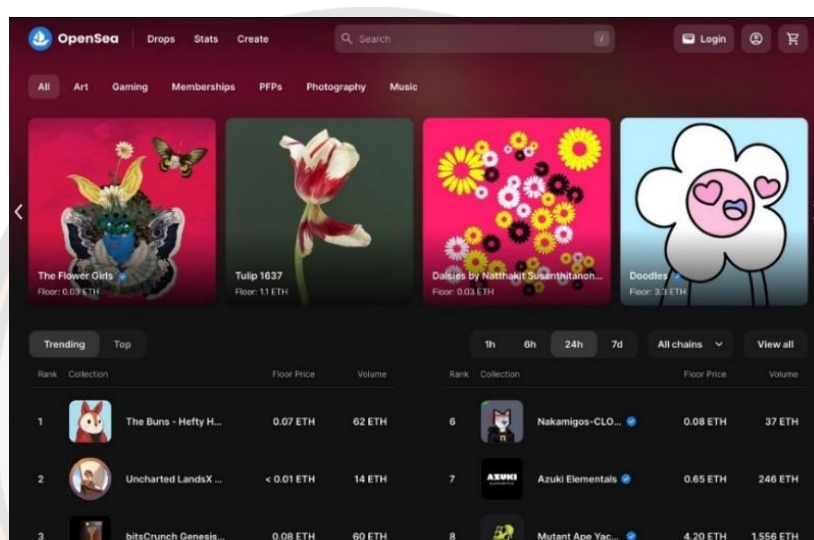 OpenSea Drops Stats Create Search / Login
All Art Gaming Memberships PFPs Photography Music
The Flower Girls
Floor: 0.03 ETH
Tulip 1637
Floor: 1.1 ETH
Daisies by Natthakit Susanthitanon...
Floor: 0.03 ETH
Doodles
Floor: 3.3 ETH
Trending Top 1h 6h 24h 7d All chains View all
Rank Collection Floor Price Volume Rank Collection Floor Price Volume
1 The Buns - Hefty H... 0.07 ETH 62 ETH 6 Nakamigos-CLO... 0.08 ETH 37 ETH
2 Uncharted LandsX ... < 0.01 ETH 14 ETH 7 AZUKI Azuki Elementals 0.65 ETH 246 ETH
3 bitsCrunch Genesis... 0.08 ETH 60 ETH 8 Mutant Ape Yac... 4.20 ETH 1,556 ETH